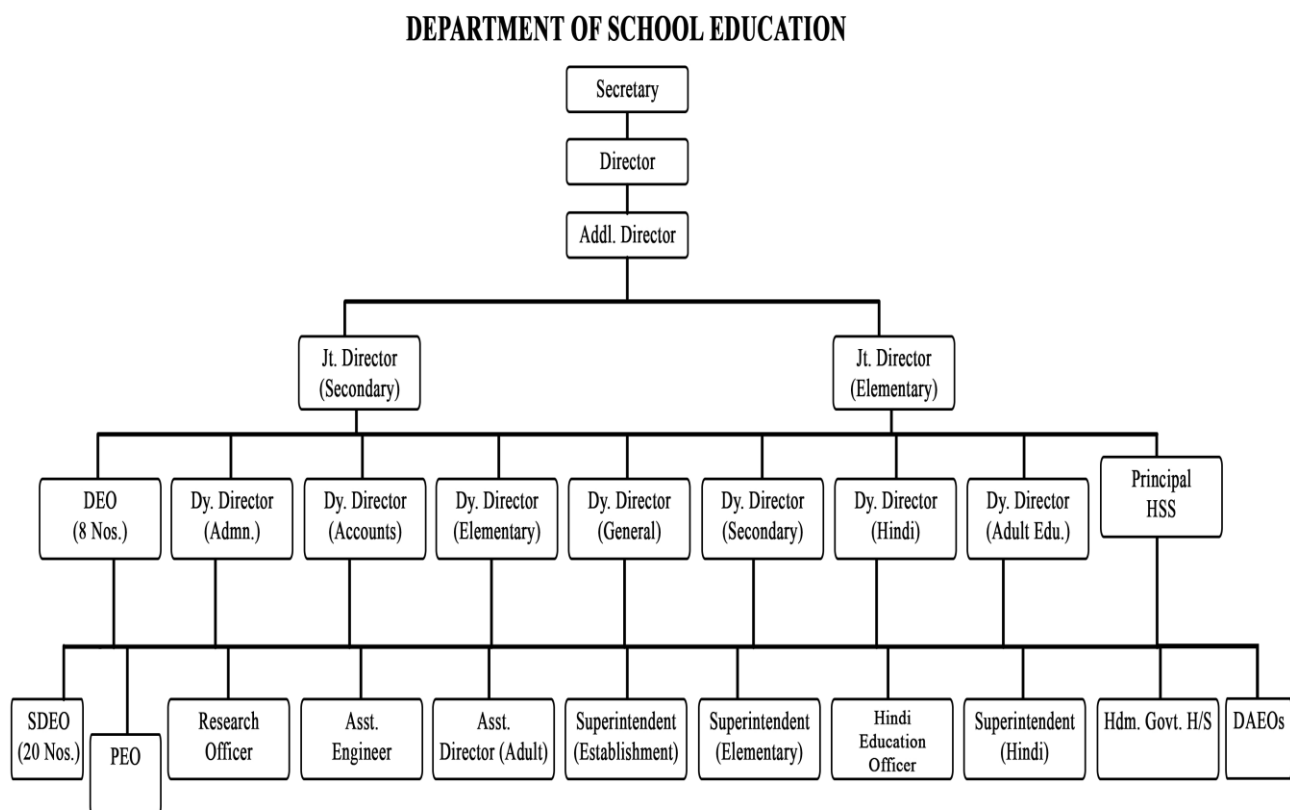 DEPARTMENT OF SCHOOL EDUCATION
Secretary
Director
Addl. Director
Jt. Director
(Secondary)
Jt. Director
(Elementary)
DEO
(8 Nos.)
Dy. Director
(Admn.)
Dy. Director
(Accounts)
Dy. Director
(Elementary)
Dy. Director
(General)
Dy. Director
(Secondary)
Dy. Director
(Hindi)
Dy. Director
(Adult Edu.)
Principal
HSS
SDEO
(20 Nos.)
PEO
Research
Officer
Asst.
Engineer
Asst.
Director (Adult)
Superintendent
(Establishment)
Superintendent
(Elementary)
Hindi
Education
Officer
Superintendent
(Hindi)
Hdm. Govt. H/S
DAEOs